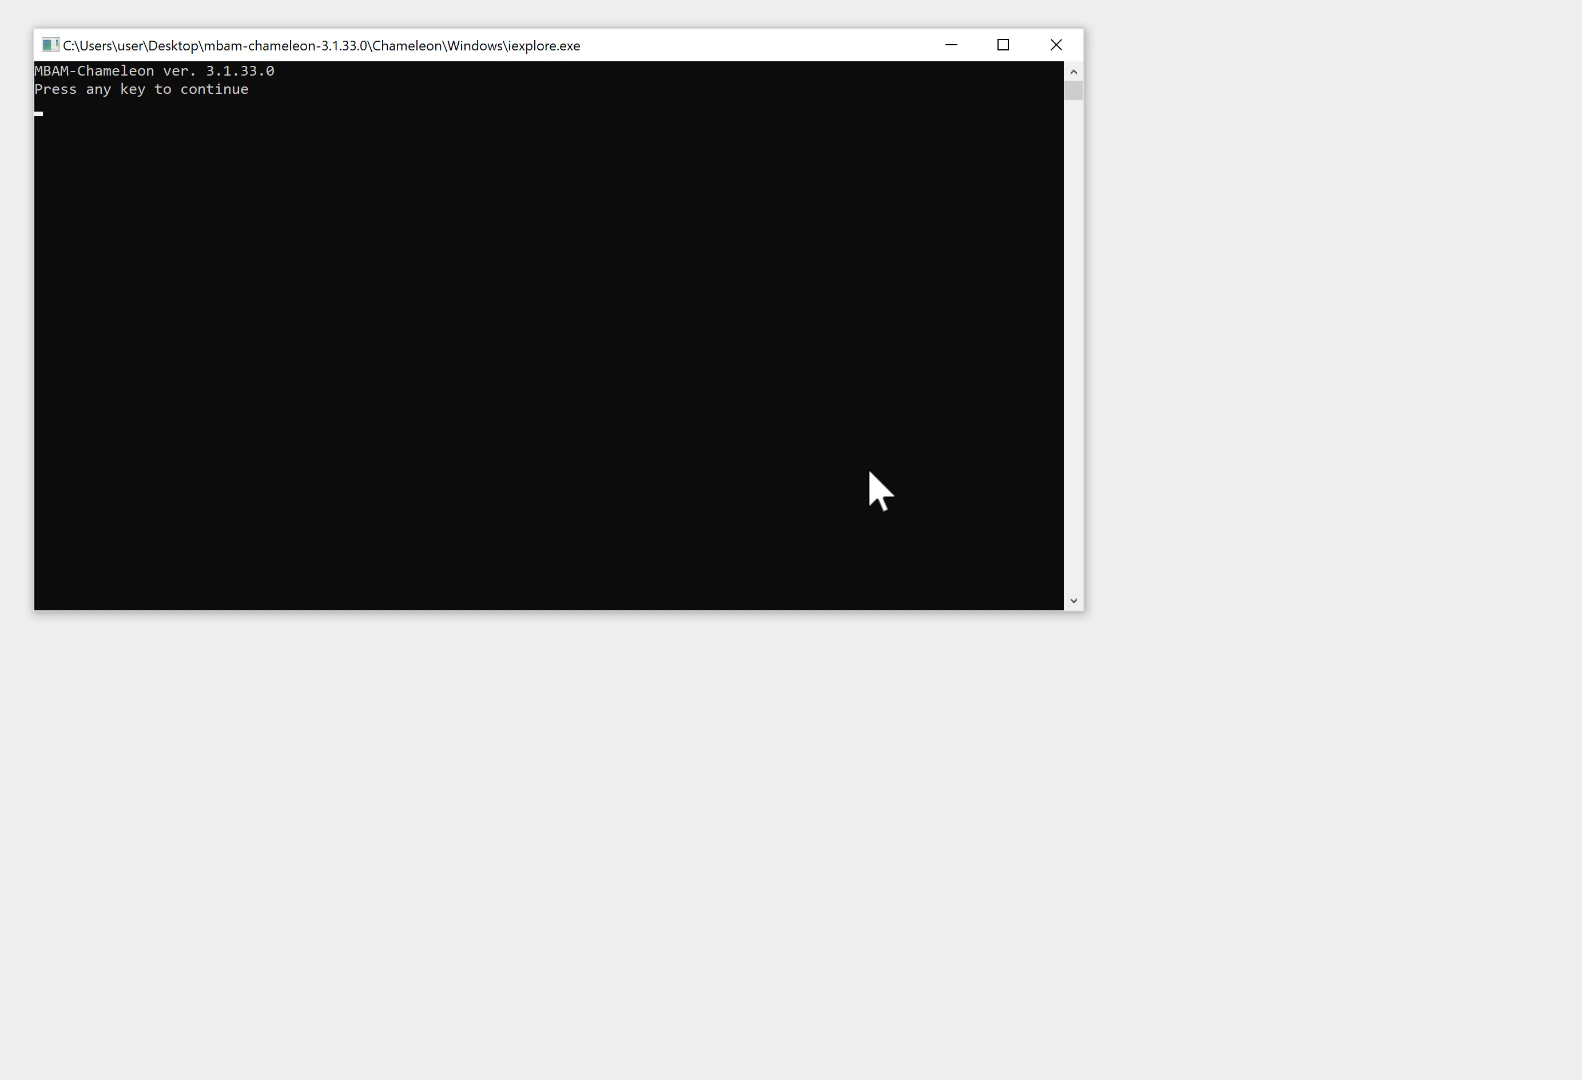 C:\Users\user\Desktop\mbam-chameleon-3.1.33.0\Chameleon\Windows\iexplore.exe
MBAM-Chameleon ver. 3.1.33.0
Press any key to continue